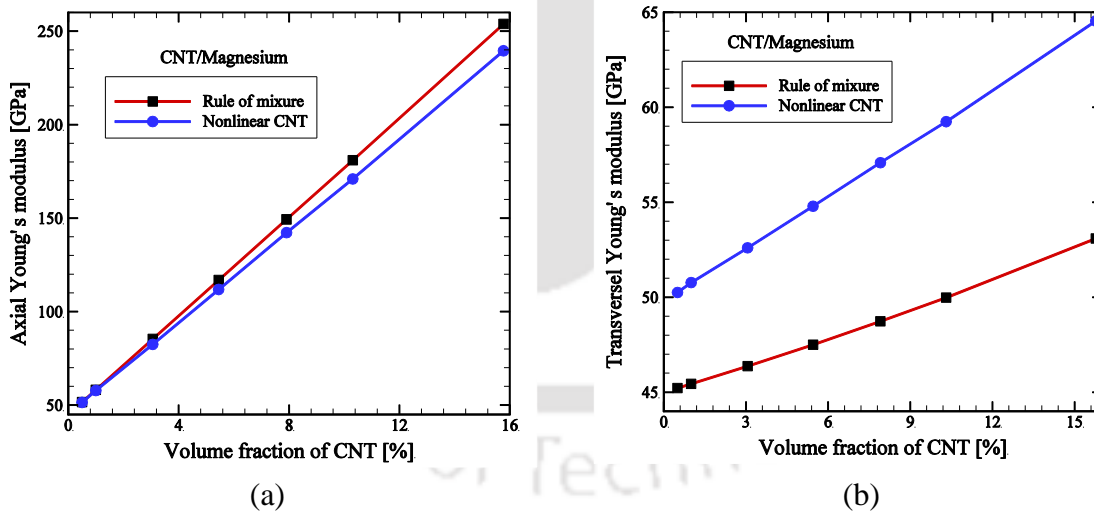 Axial Young's modulus [GPa]
250
200
150
100
50
CNT/Magnesium
Rule of mixure
Nonlinear CNT
0. 4 8 12 16
Volume fraction of CNT [%]
(a)
Transversel Young's modulus [GPa]
65
60
55
50
45
CNT/Magnesium
Rule of mixure
Nonlinear CNT
0. 3. 6. 9 12 15
Volume fraction of CNT [%]
(b)